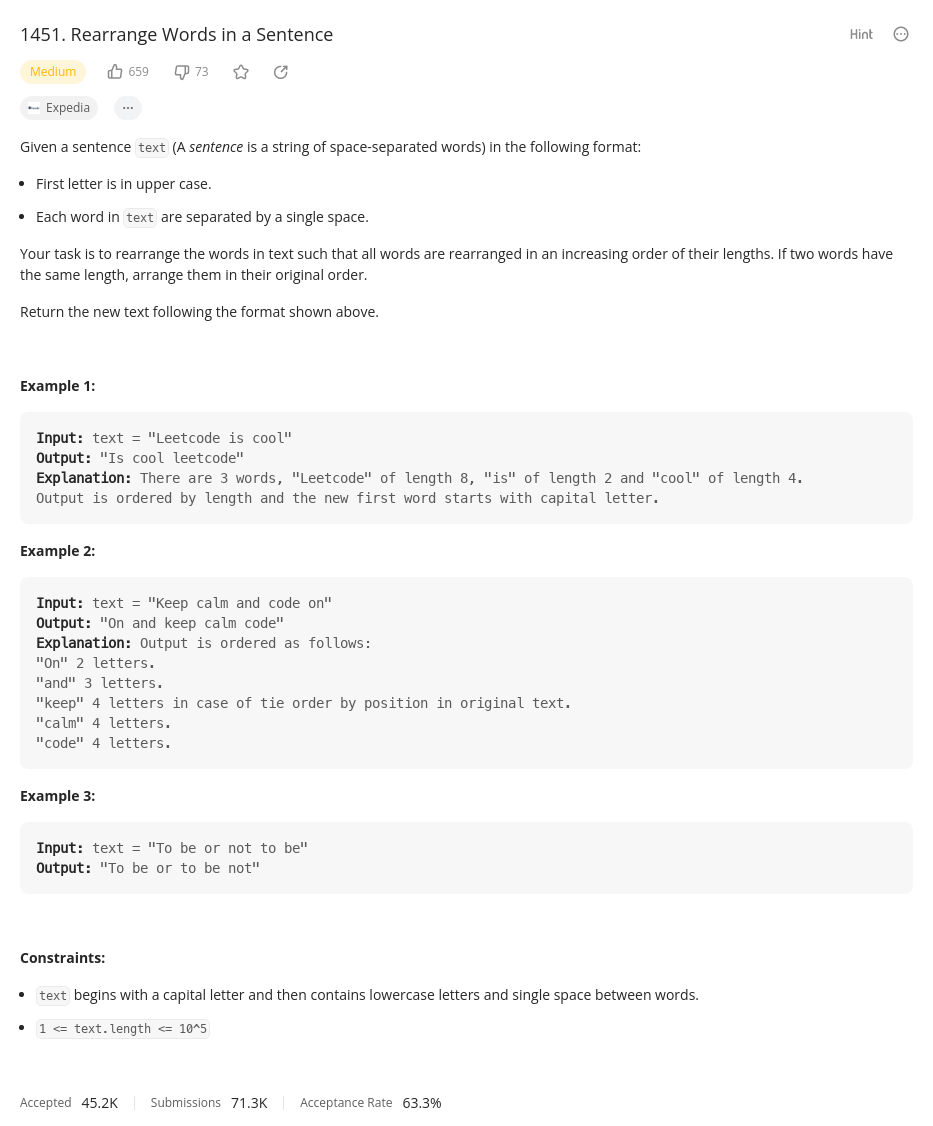 1451. Rearrange Words in a Sentence
Hint
Medium 659 73
Expedia
Given a sentence text (A sentence is a string of space-separated words) in the following format:
• First letter is in upper case.
• Each word in text are separated by a single space.
Your task is to rearrange the words in text such that all words are rearranged in an increasing order of their lengths. If two words have
the same length, arrange them in their original order.
Return the new text following the format shown above.
Example 1:
Input: text = "Leetcode is cool"
Output: "Is cool leetcode"
Explanation: There are 3 words, "Leetcode" of length 8, "is" of length 2 and "cool" of length 4.
Output is ordered by length and the new first word starts with capital letter.
Example 2:
Input: text = "Keep calm and code on"
Output: "On and keep calm code"
Explanation: Output is ordered as follows:
"On" 2 letters.
"and" 3 letters.
"keep" 4 letters in case of tie order by position in original text.
"calm" 4 letters.
"code" 4 letters.
Example 3:
Input: text = "To be or not to be"
Output: "To be or to be not"
Constraints:
• text begins with a capital letter and then contains lowercase letters and single space between words.
• 1 <= text.length <= 10^5
Accepted 45.2K Submissions 71.3K Acceptance Rate 63.3%